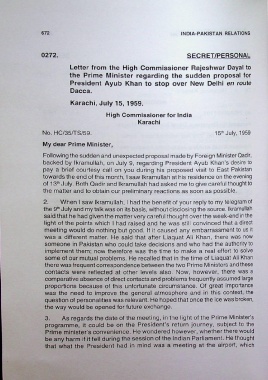 672 INDIA-PAKISTAN RELATIONS
0272. SECRET/PERSONAL
Letter from the High Commissioner Rajeshwar Dayal to
the Prime Minister regarding the sudden proposal for
President Ayub Khan to stop over New Delhi en route
Dacca.
Karachi, July 15, 1959.
High Commissioner for India
Karachi
No. HC/35/TS/59. 15th July, 1959
My dear Prime Minister,
Following the sudden and unexpected proposal made by Foreign Minister Qadir,
backed by Ikramullah, on July 9, regarding President Ayub Khan's desire to
pay a brief courtesy call on you during his proposed visit to East Pakistan
towards the end of this month, I saw Ikramullah at his residence on the evening
of 13th July. Both Qadir and Ikramullah had asked me to give careful thought to
the matter and to obtain our preliminary reactions as soon as possible.
2. When I saw Ikramullah, I had the benefit of your reply to my telegram of
the 9th July and my talk was on its basis, without disclosing the source. Ikramullah
said that he had given the matter very careful thought over the week-end in the
light of the points which I had raised and he was still convinced that a direct
meeting would do nothing but good. If it caused any embarrassment to us it
was a different matter. He said that after Liaquat Ali Khan, there was now
someone in Pakistan who could take decisions and who had the authority to
implement them; now therefore was the time to make a real effort to solve
some of our mutual problems. He recalled that in the time of Liaquat Ali Khan
there was frequent correspondence between the two Prime Ministers and these
contacts were reflected at other levels also. Now, however, there was a
comparative absence of direct contacts and problems frequently assumed large
proportions because of this unfortunate circumstance. Of great importance
was the need to improve the general atmosphere and in this context, the
question of personalities was relevant. He hoped that once the ice was broken,
the way would be opened for future exchange.
3. As regards the date of the meeting, in the light of the Prime Minister's
programme, it could be on the President's return journey, subject to the
Prime minister's convenience. He wondered however, whether there would
be any harm if it fell during the session of the Indian Parliament. He thought
that what the President had in mind was a meeting at the airport, which